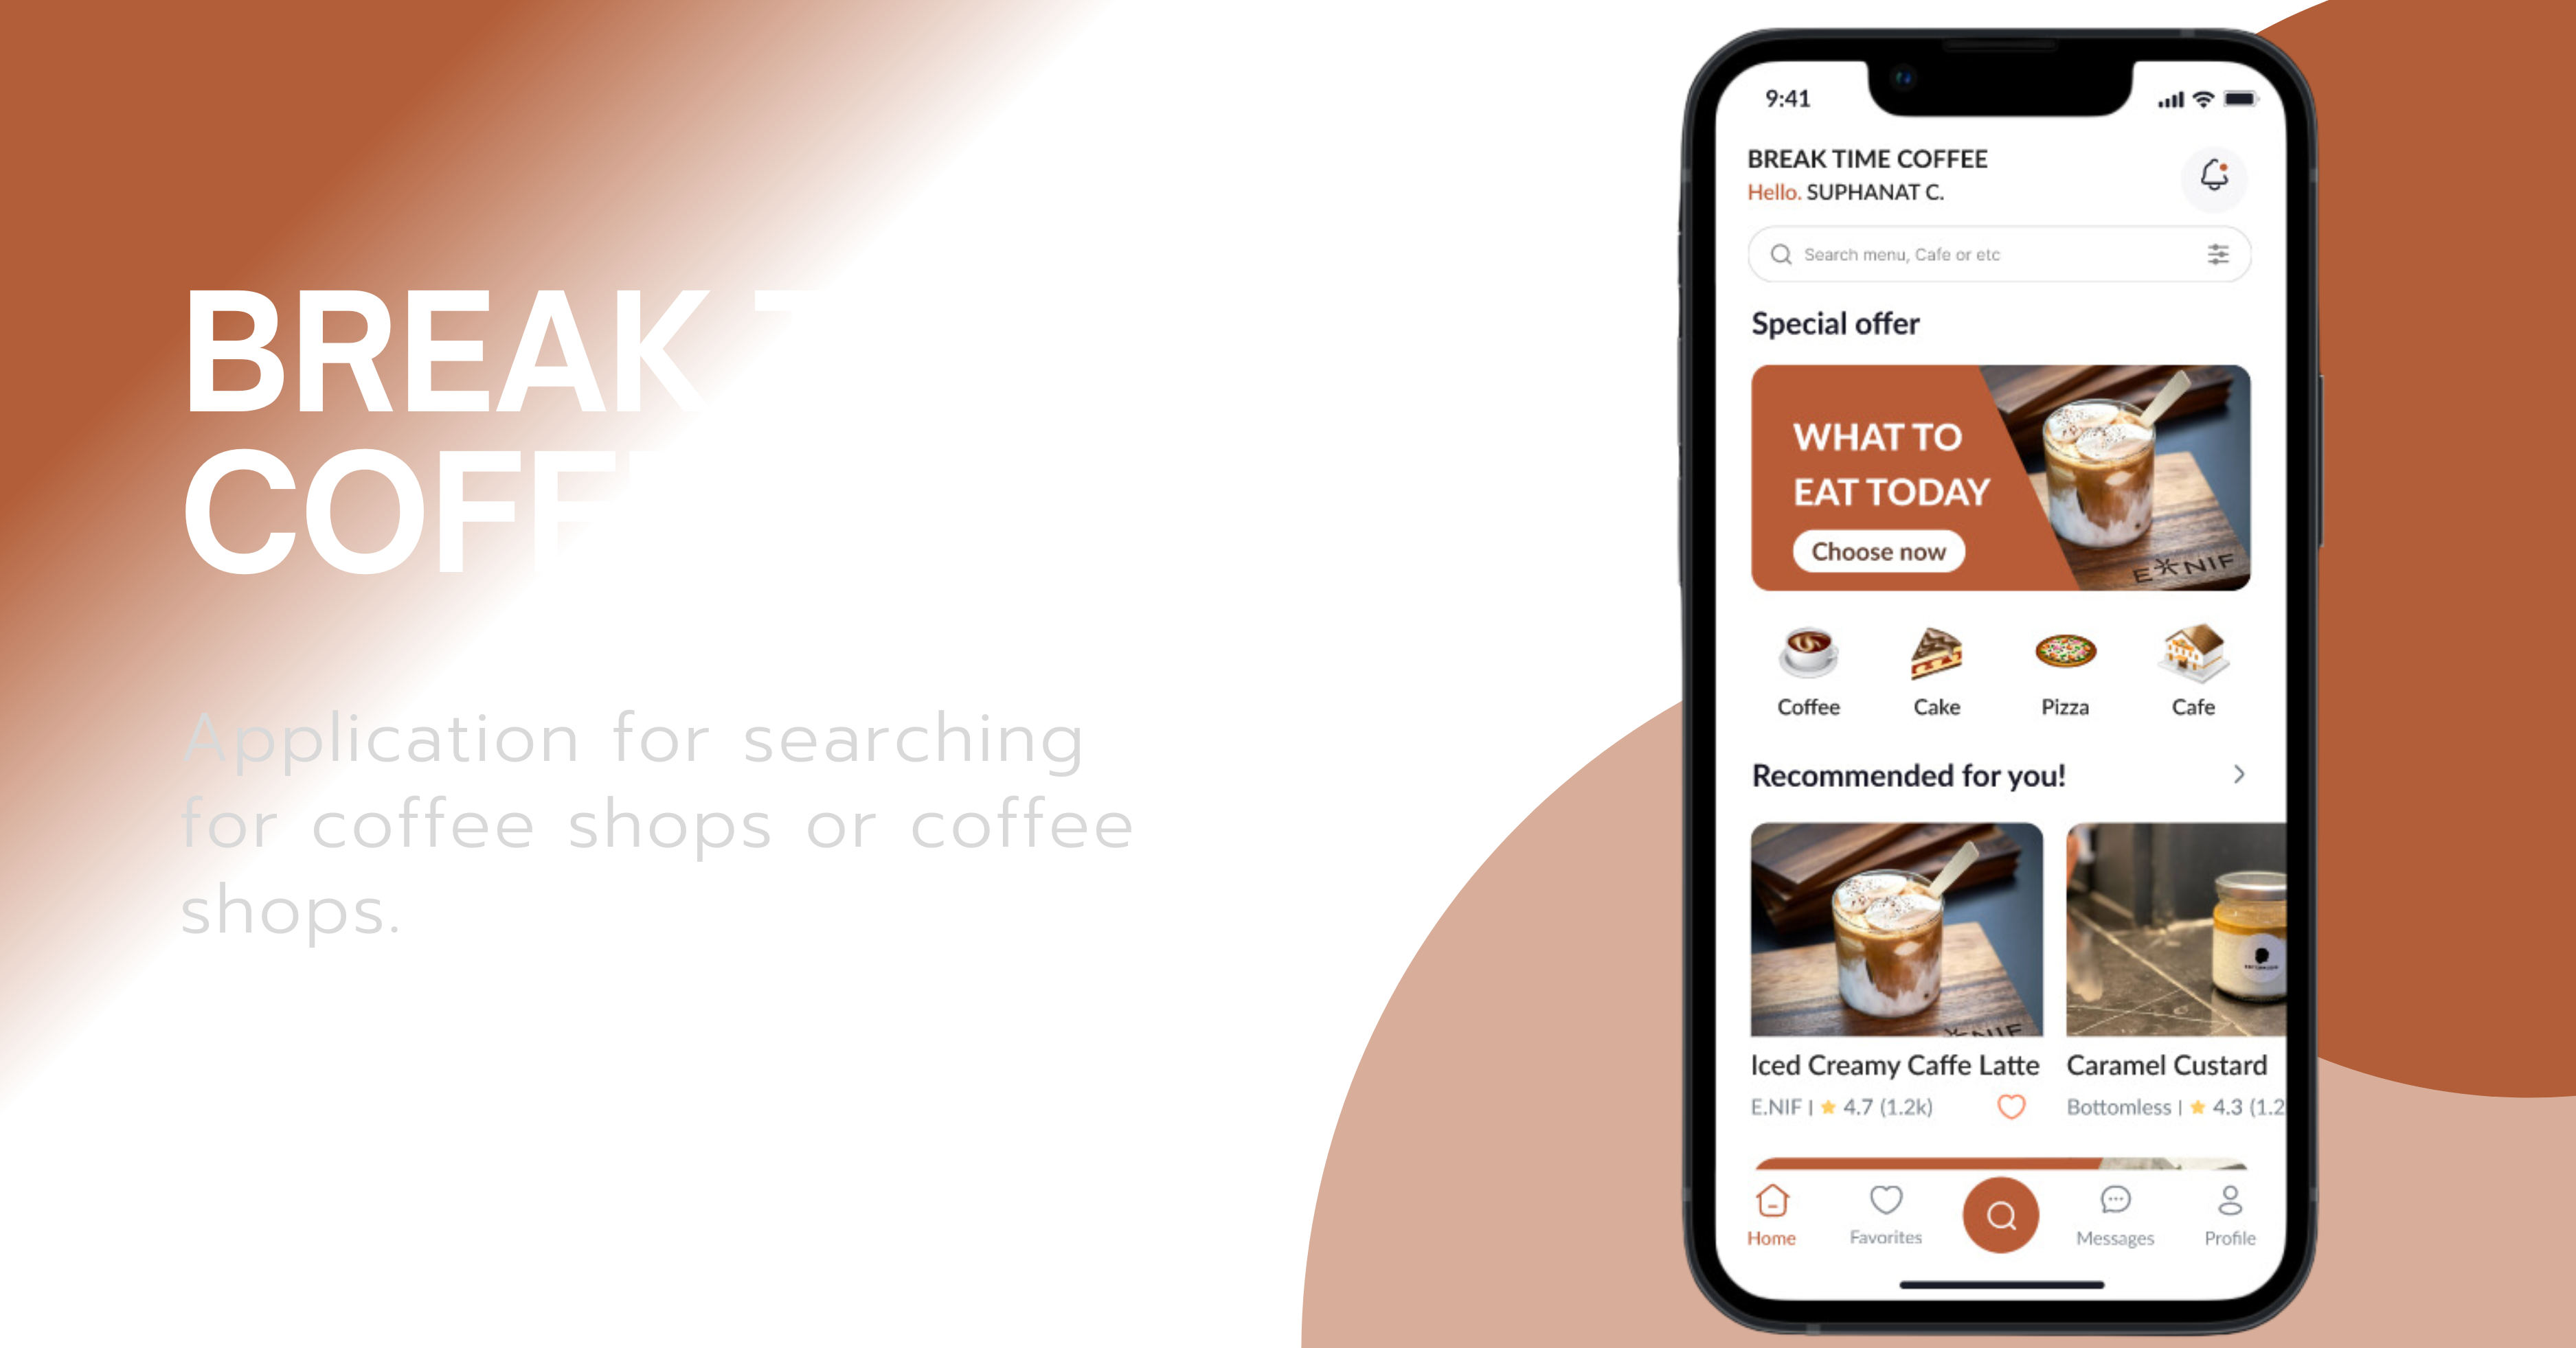 BREAK T
COFF
Application for searching
for coffee shops or coffee
shops.
9:41
BREAK TIME COFFEE
Hello. SUPHANAT C.
Search menu, Cafe or etc
Special offer
WHAT TO
EAT TODAY
Choose now
E NIF
Coffee Cake Pizza Cafe
Recommended for you!
Iced Creamy Caffe Latte Caramel Custard
E.NIF | 4.7 (1.2k) Bottomless | 4.3 (1.2
Home Favorites Messages Profile